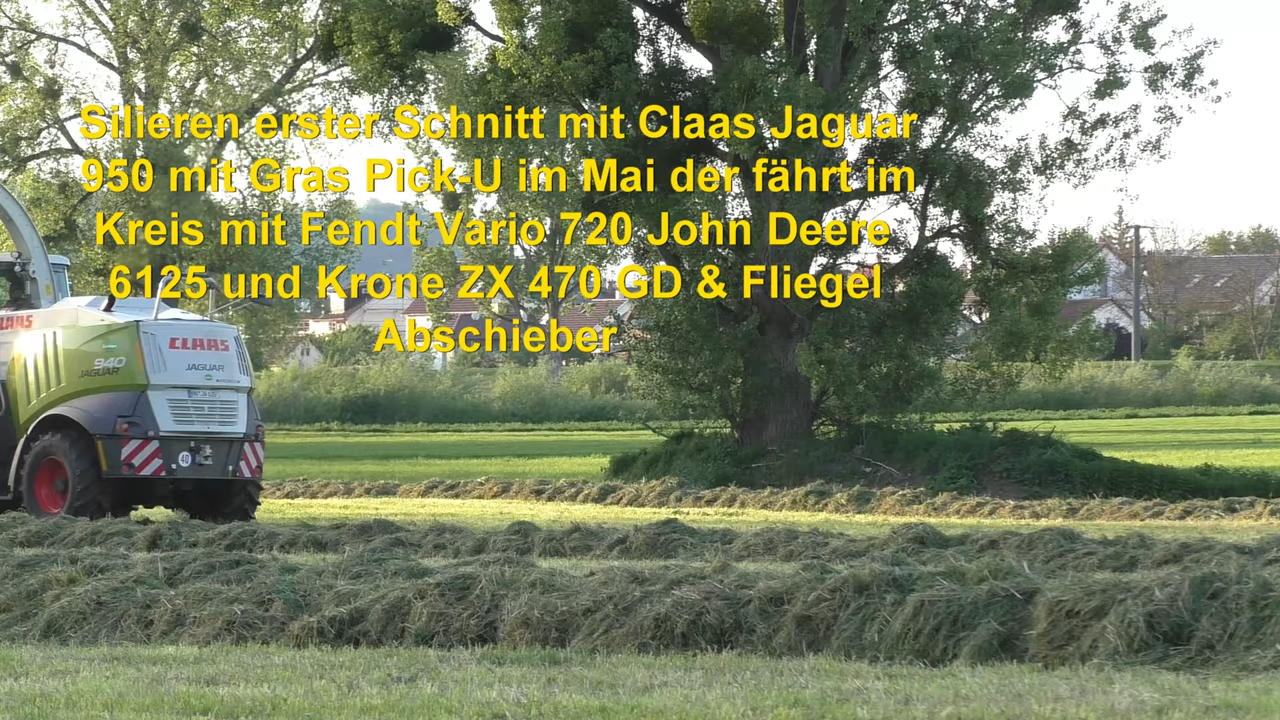 Silieren erster Schnitt mit Claas Jaguar
950 mit Gras Pick-U im Mai der fährt im
Kreis mit Fendt Vario 720 John Deere
6125 und Krone ZX 470 GD & Fliegel
Abschieber
CLAAS
CLAAS
JAGUAR
940
JAGUAR
40